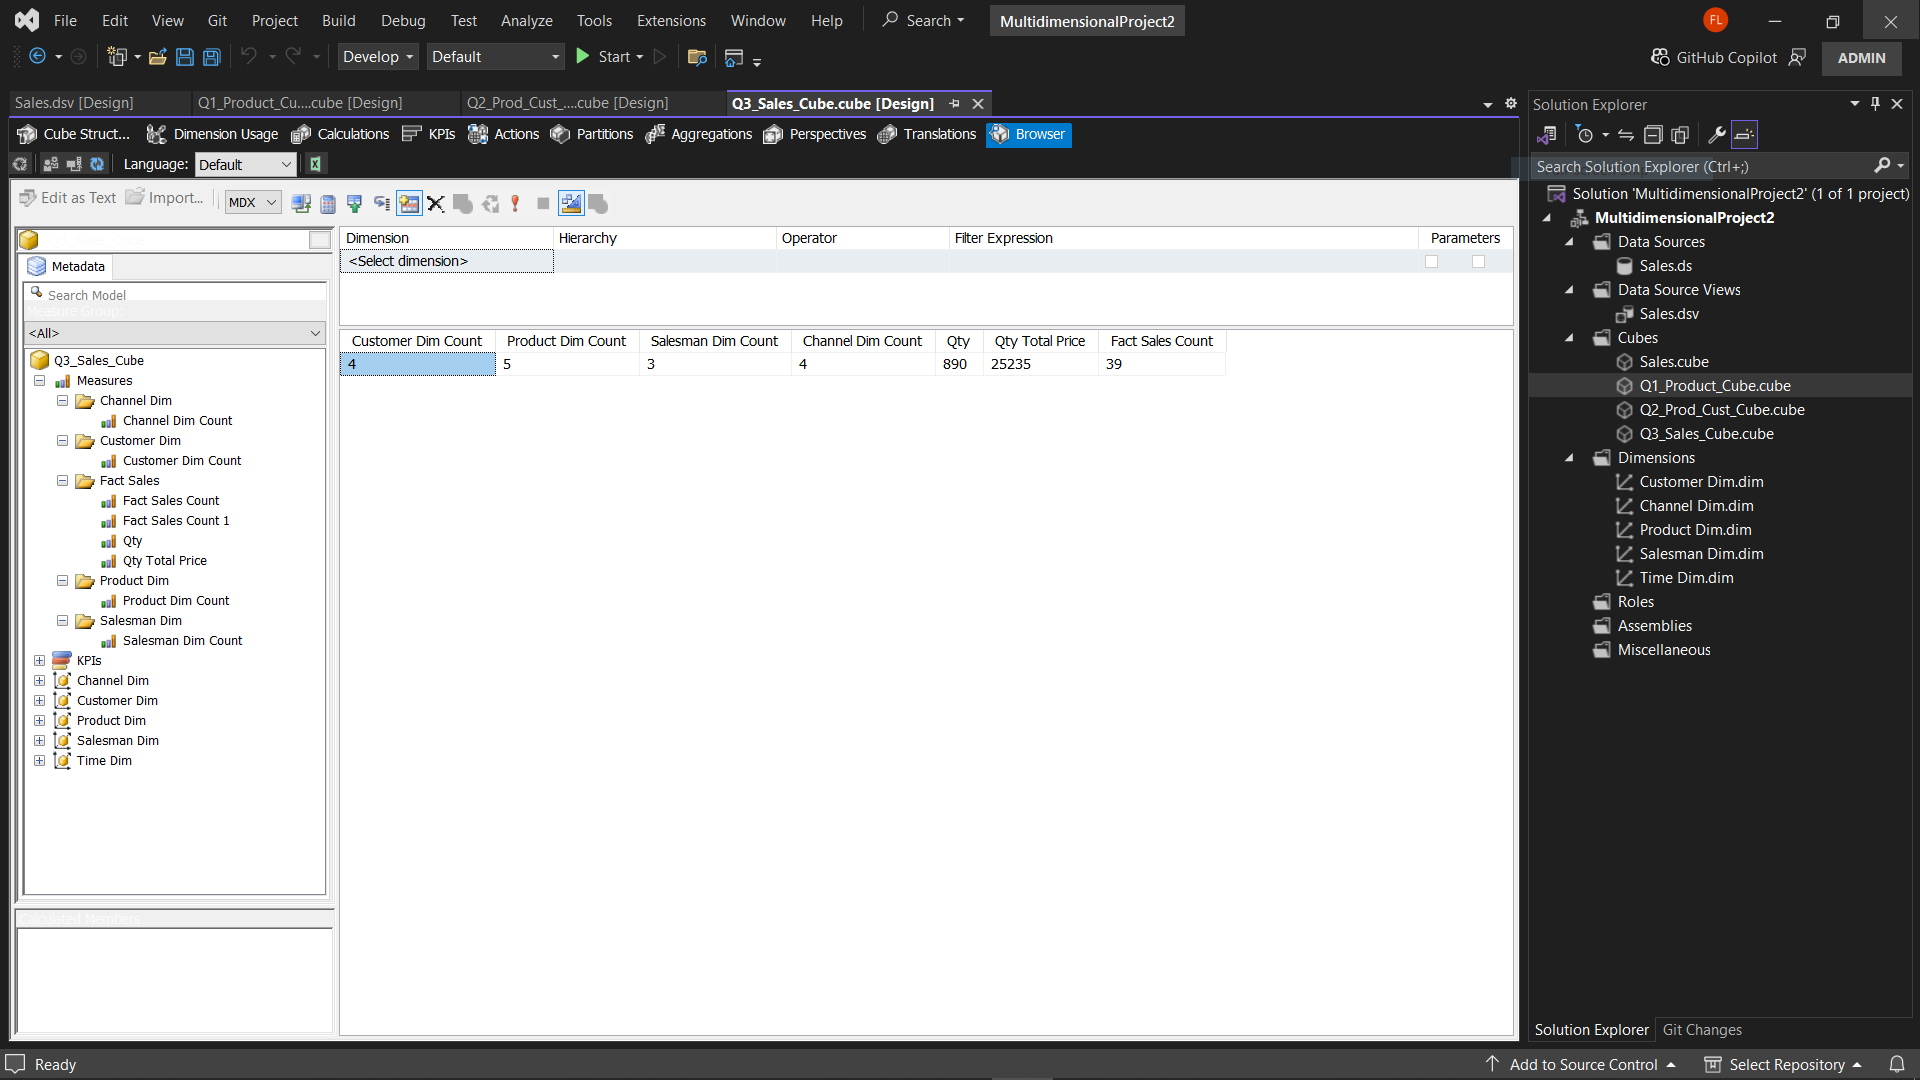 File Edit View Git Project Build Debug Test Analyze Tools Extensions Window Help Search MultidimensionalProject2 FL
Develop Default Start GitHub Copilot ADMIN
Sales.dsv [Design] Q1_Product_Cu....cube [Design] Q2_Prod_Cust_....cube [Design] Q3_Sales_Cube.cube [Design]
Cube Struct... Dimension Usage Calculations KPIs Actions Partitions Aggregations Perspectives Translations Browser
Language: Default
Edit as Text Import... MDX
Q3_Sales_Cube
Metadata
Search Model
Measure Group:
<All>
Q3_Sales_Cube
Measures
Channel Dim
Channel Dim Count
Customer Dim
Customer Dim Count
Fact Sales
Fact Sales Count
Fact Sales Count 1
Qty
Qty Total Price
Product Dim
Product Dim Count
Salesman Dim
Salesman Dim Count
KPIs
Channel Dim
Customer Dim
Product Dim
Salesman Dim
Time Dim
Calculated Members
Dimension Hierarchy Operator Filter Expression Parameters
<Select dimension>
Customer Dim Count Product Dim Count Salesman Dim Count Channel Dim Count Qty Qty Total Price Fact Sales Count
4 5 3 4 890 25235 39
Solution Explorer
Search Solution Explorer (Ctrl+;)
Solution 'MultidimensionalProject2' (1 of 1 project)
MultidimensionalProject2
Data Sources
Sales.ds
Data Source Views
Sales.dsv
Cubes
Sales.cube
Q1_Product_Cube.cube
Q2_Prod_Cust_Cube.cube
Q3_Sales_Cube.cube
Dimensions
Customer Dim.dim
Channel Dim.dim
Product Dim.dim
Salesman Dim.dim
Time Dim.dim
Roles
Assemblies
Miscellaneous
Solution Explorer Git Changes
Ready Add to Source Control Select Repository